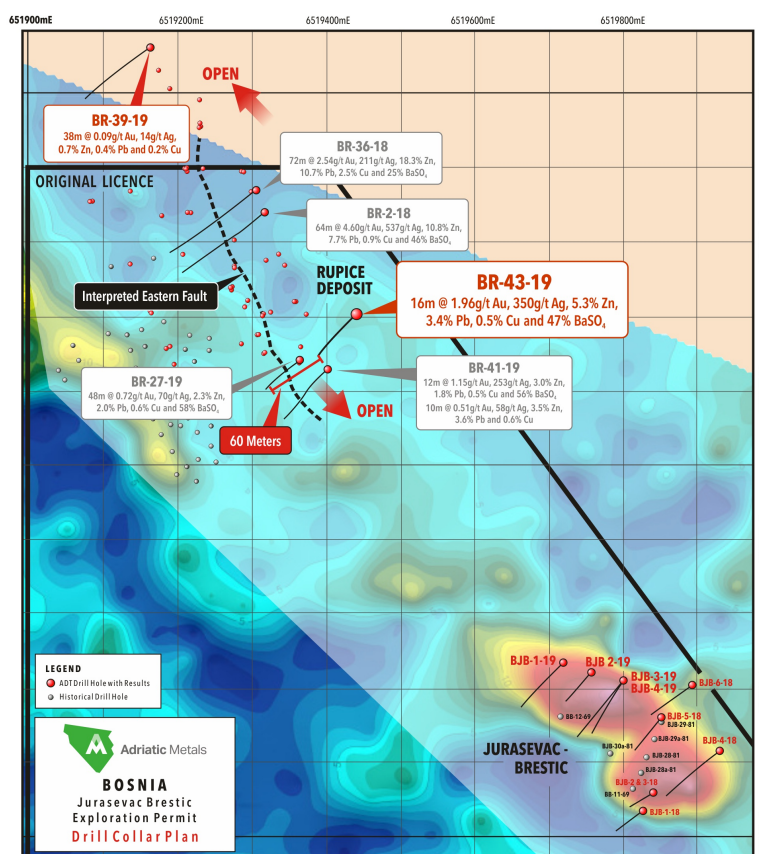 651900mE
6519200mE
6519400mE
6519600mE
6519800mE
OPEN
BR-39-19
38m @ 0.09g/t Au, 14g/t Ag,
0.7% Zn, 0.4% Pb and 0.2% Cu
BR-36-18
72m @ 2.54g/t Au, 211g/t Ag, 18.3% Zn,
10.7% Pb, 2.5% Cu and 25% BaSO₄
ORIGINAL LICENCE
BR-2-18
64m @ 4.60g/t Au, 537g/t Ag, 10.8% Zn,
7.7% Pb, 0.9% Cu and 46% BaSO₄
RUPICE
DEPOSIT
BR-43-19
16m @ 1.96g/t Au, 350g/t Ag, 5.3% Zn,
3.4% Pb, 0.5% Cu and 47% BaSO₄
Interpreted Eastern Fault
BR-27-19
48m @ 0.72g/t Au, 70g/t Ag, 2.3% Zn,
2.0% Pb, 0.6% Cu and 58% BaSO₄
BR-41-19
12m @ 1.15g/t Au, 253g/t Ag, 3.0% Zn,
1.8% Pb, 0.5% Cu and 56% BaSO₄
10m @ 0.51g/t Au, 58g/t Ag, 3.5% Zn,
3.6% Pb and 0.6% Cu
OPEN
60 Meters
BJB-1-19
BJB 2-19
BJB-3-19
BJB-4-19
BJB-6-18
BB-12-69
BJB-5-18
BJB-29-81
BJB-29a-81
BJB-4-18
BJB-30a-81
BJB-28-81
JURASEVAC -
BRESTIC
BJB-28a-81
BJB-2 & 3-18
BB-11-69
BJB-1-18
LEGEND
ADT Drill Hole with Results
Historical Drill Hole
Adriatic Metals
BOSNIA
Jurasevac Brestic
Exploration Permit
Drill Collar Plan